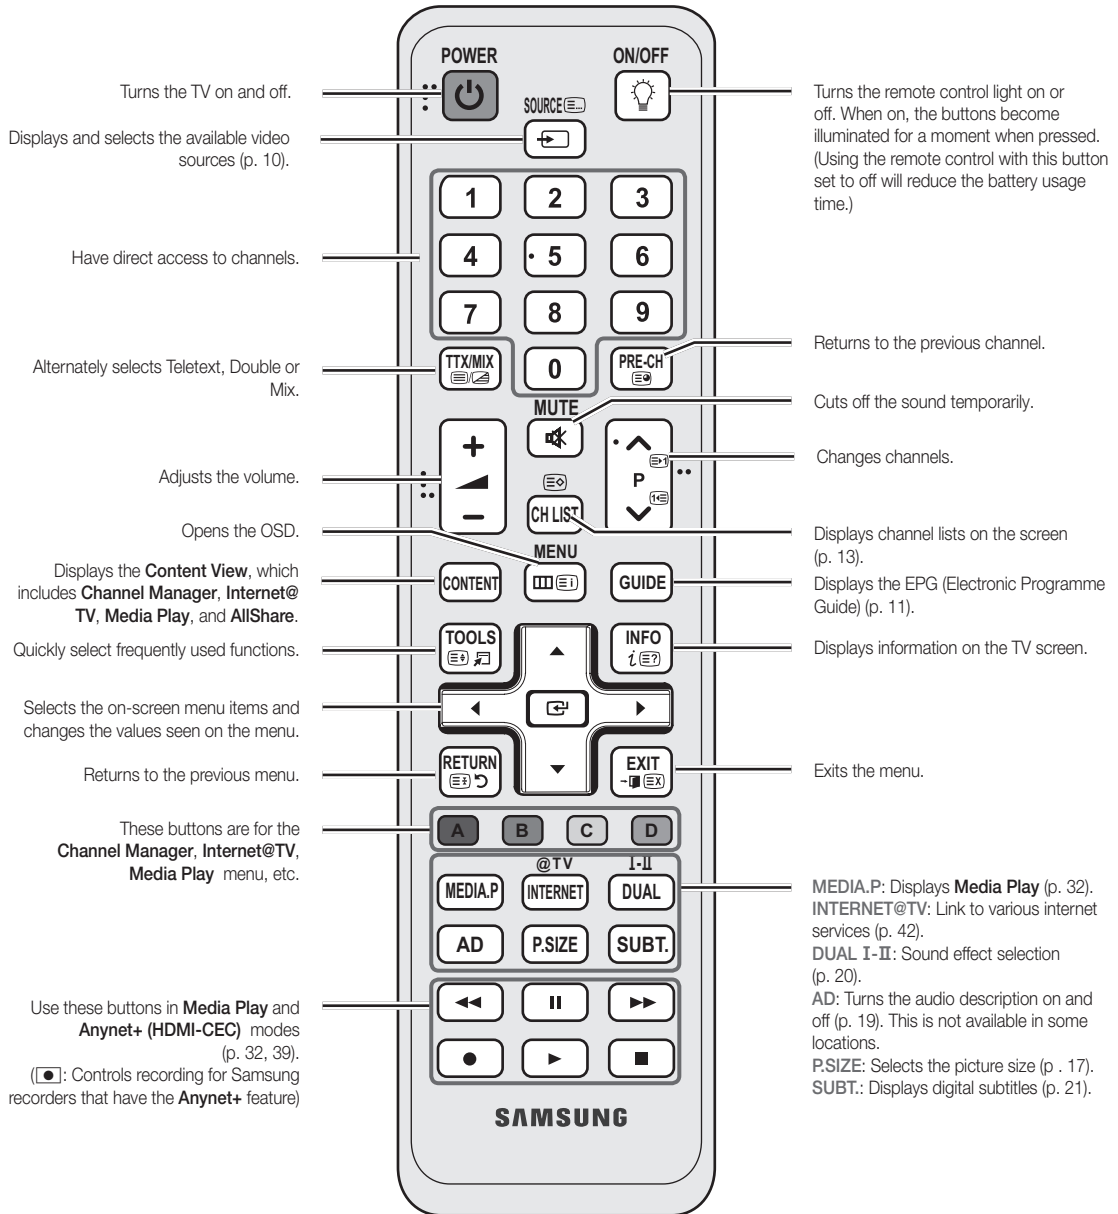 POWER
ON/OFF
Turns the TV on and off.
SOURCE
Displays and selects the available video
sources (p. 10).
Turns the remote control light on or
off. When on, the buttons become
illuminated for a moment when pressed.
(Using the remote control with this button
set to off will reduce the battery usage
time.)
1 2 3
4 5 6
7 8 9
Have direct access to channels.
TTX/MIX
0
PRE-CH
Alternately selects Teletext, Double or
Mix.
Returns to the previous channel.
MUTE
Cuts off the sound temporarily.
+
P
−
Adjusts the volume.
Changes channels.
CH LIST
Opens the OSD.
Displays channel lists on the screen
(p. 13).
MENU
CONTENT
GUIDE
Displays the Content View, which
includes Channel Manager, Internet@
TV, Media Play, and AllShare.
Displays the EPG (Electronic Programme
Guide) (p. 11).
TOOLS
INFO
i
Quickly select frequently used functions.
Displays information on the TV screen.
Selects the on-screen menu items and
changes the values seen on the menu.
RETURN
EXIT
Returns to the previous menu.
Exits the menu.
A B C D
These buttons are for the
Channel Manager, Internet@TV,
Media Play menu, etc.
@TV
I-II
MEDIA.P INTERNET DUAL
AD P.SIZE SUBT.
MEDIA.P: Displays Media Play (p. 32).
INTERNET@TV: Link to various internet
services (p. 42).
DUAL I-II: Sound effect selection
(p. 20).
AD: Turns the audio description on and
off (p. 19). This is not available in some
locations.
P.SIZE: Selects the picture size (p . 17).
SUBT.: Displays digital subtitles (p. 21).
Use these buttons in Media Play and
Anynet+ (HDMI-CEC) modes
(p. 32, 39).
(●: Controls recording for Samsung
recorders that have the Anynet+ feature)
SAMSUNG